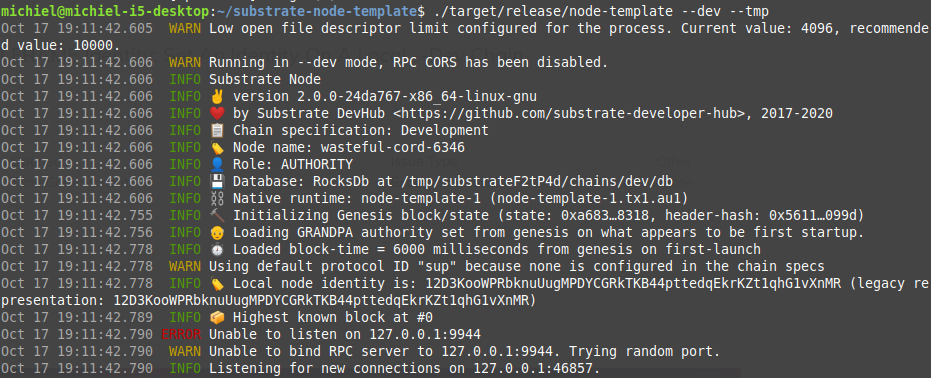 michiel@michiel-i5-desktop:~/substrate-node-template$ ./target/release/node-template --dev --tmp
Oct 17 19:11:42.605  WARN Low open file descriptor limit configured for the process. Current value: 4096, recommende
d value: 10000.
Oct 17 19:11:42.606  WARN Running in --dev mode, RPC CORS has been disabled.
Oct 17 19:11:42.606  INFO Substrate Node
Oct 17 19:11:42.606  INFO ✌️ version 2.0.0-24da767-x86_64-linux-gnu
Oct 17 19:11:42.606  INFO ❤️ by Substrate DevHub <https://github.com/substrate-developer-hub>, 2017-2020
Oct 17 19:11:42.606  INFO 📋 Chain specification: Development
Oct 17 19:11:42.606  INFO 🏷 Node name: wasteful-cord-6346
Oct 17 19:11:42.606  INFO 👤 Role: AUTHORITY
Oct 17 19:11:42.606  INFO 💾 Database: RocksDb at /tmp/substrateF2tP4d/chains/dev/db
Oct 17 19:11:42.606  INFO ⛓ Native runtime: node-template-1 (node-template-1.tx1.au1)
Oct 17 19:11:42.755  INFO 🔨 Initializing Genesis block/state (state: 0xa683…8318, header-hash: 0x5611…099d)
Oct 17 19:11:42.756  INFO 👴 Loading GRANDPA authority set from genesis on what appears to be first startup.
Oct 17 19:11:42.778  INFO ⏱ Loaded block-time = 6000 milliseconds from genesis on first-launch
Oct 17 19:11:42.778  WARN Using default protocol ID "sup" because none is configured in the chain specs
Oct 17 19:11:42.778  INFO 🏷 Local node identity is: 12D3KooWPRbknuUugMPDYCGRkTKB44pttedqEkrKZt1qhG1vXnMR (legacy re
presentation: 12D3KooWPRbknuUugMPDYCGRkTKB44pttedqEkrKZt1qhG1vXnMR)
Oct 17 19:11:42.789  INFO 📦 Highest known block at #0
Oct 17 19:11:42.790 ERROR Unable to listen on 127.0.0.1:9944
Oct 17 19:11:42.790  WARN Unable to bind RPC server to 127.0.0.1:9944. Trying random port.
Oct 17 19:11:42.790  INFO Listening for new connections on 127.0.0.1:46857.